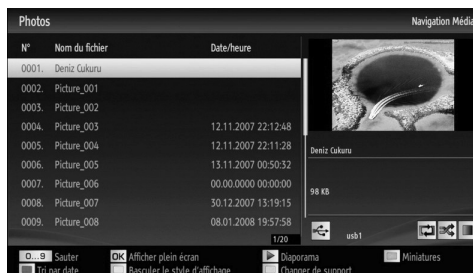 Photos Navigation Média
N° Nom du fichier Date/heure
0001. Deniz Cukuru
0002. Picture_001
0003. Picture_002
0004. Picture_003 12.11.2007 22:12:48
0005. Picture_004 12.11.2007 22:11:28
0006. Picture_005 13.11.2007 00:50:32
0007. Picture_006 00.00.0000 00:00:00
0008. Picture_007 30.12.2007 13:19:15
0009. Picture_008 08.01.2008 19:57:58
1/20
Deniz Cukuru
98 KB
usb1
0...9 Sauter OK Afficher plein écran Diaporama Miniatures
Tri par date Basculer le style d'affichage Changer de support